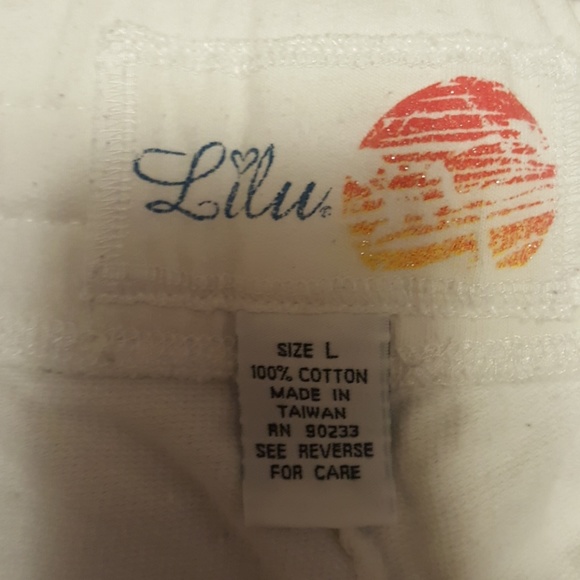 Lilu
SIZE L
100% COTTON
MADE IN
TAIWAN
RN 90233
SEE REVERSE
FOR CARE